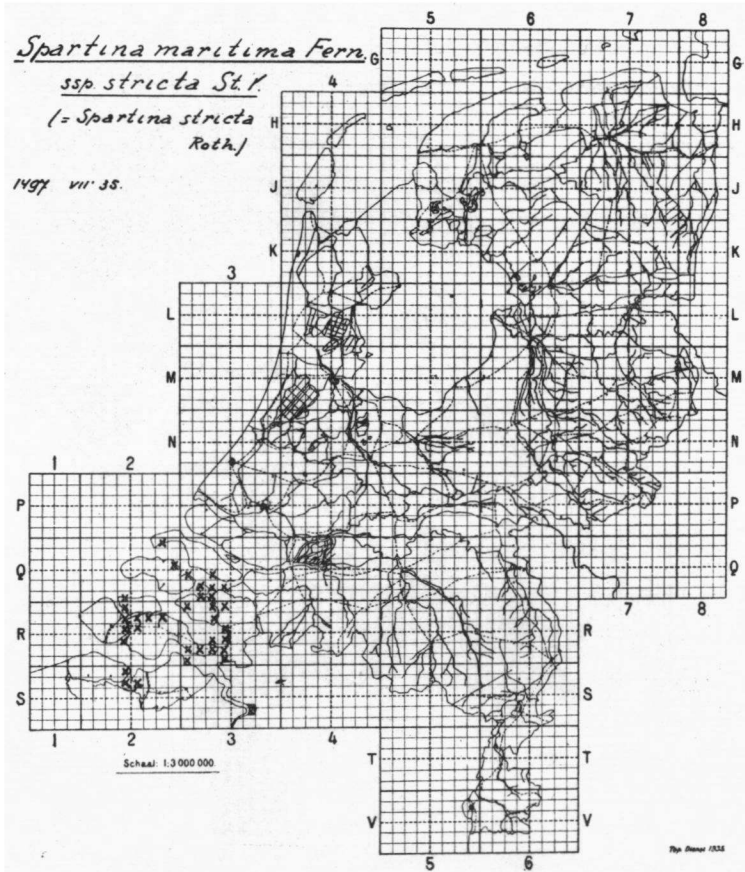 Spartina maritima Fern.
ssp. stricta St. Y.
(= Spartina stricta
Roth.)
1497 VII 35.
5 6 7 8
G G
4
H H
J J
K K
3
L L
M M
N N
1 2
P P
Q Q
7 8
R R
S S
1 2 3 4
Schaal: 1:3 000 000.
T T
V V
5 6
Top. Dienst 1932